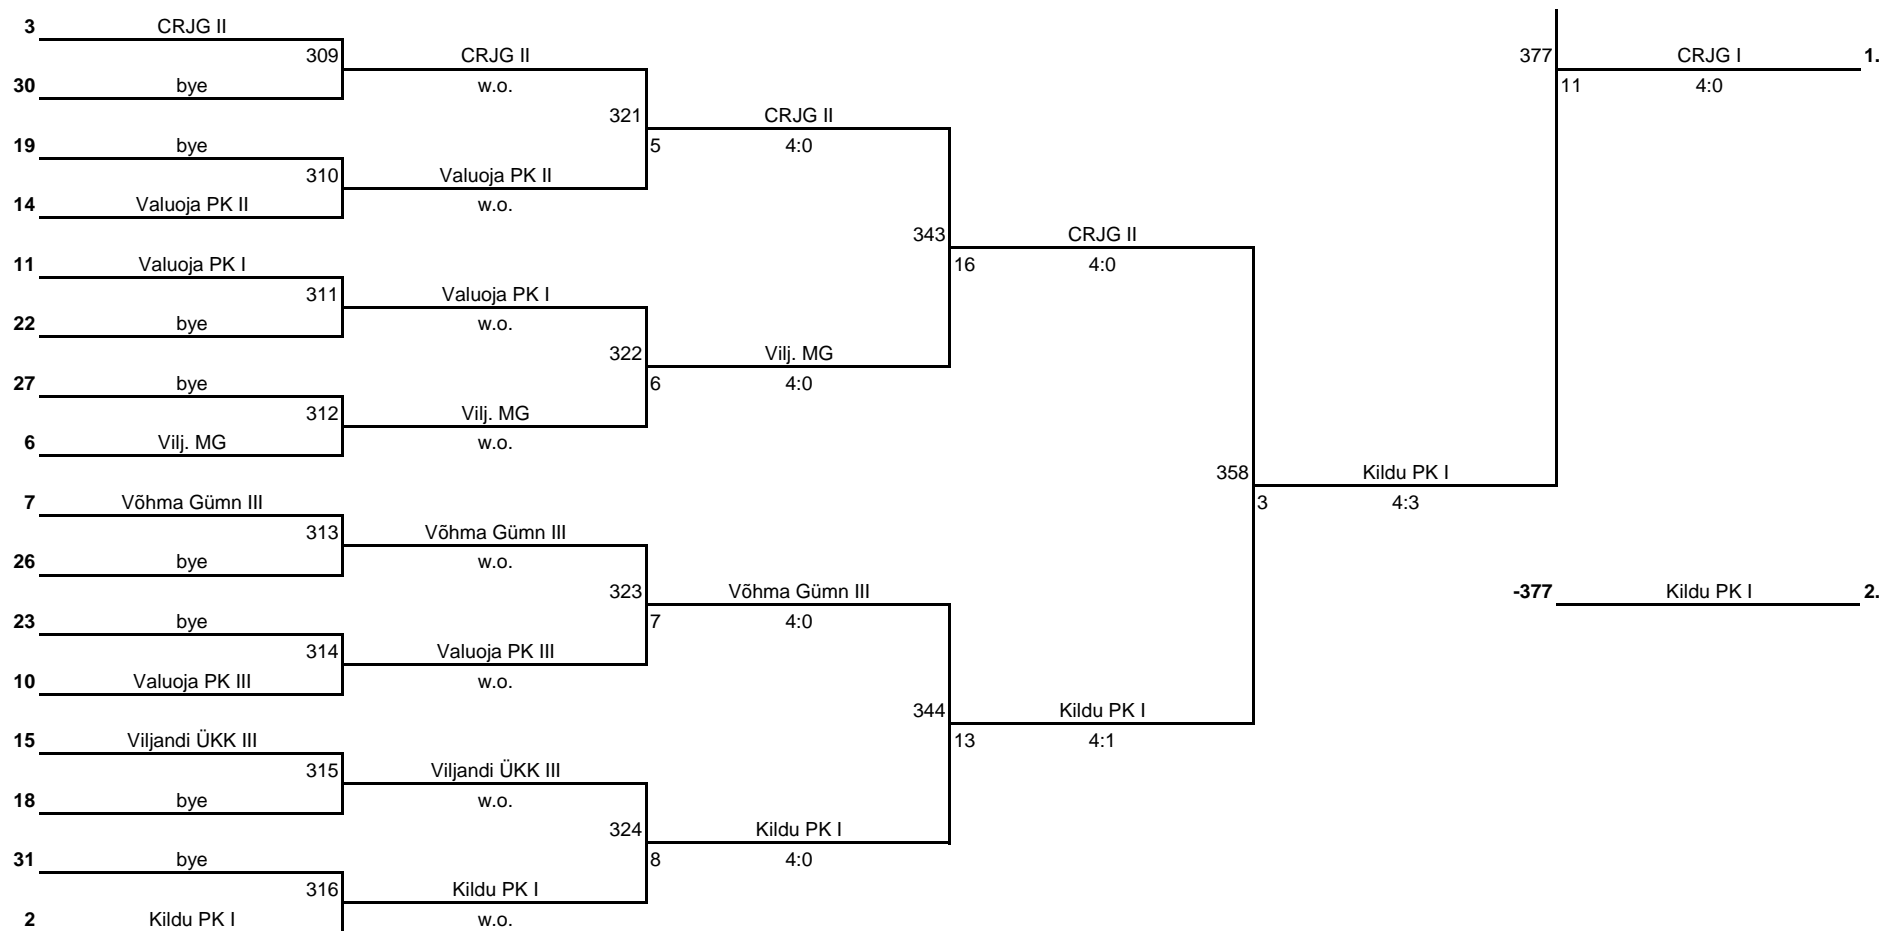 3 CRJG II
309 CRJG II 377 CRJG I 1.
30 bye w.o. 11 4:0
321 CRJG II
19 bye 5 4:0
310 Valuoja PK II
14 Valuoja PK II w.o.
343 CRJG II
11 Valuoja PK I 16 4:0
311 Valuoja PK I
22 bye w.o.
322 Vilj. MG
27 bye 6 4:0
312 Vilj. MG
6 Vilj. MG w.o.
358 Kildu PK I
7 Võhma Gümn III 3 4:3
313 Võhma Gümn III
26 bye w.o.
323 Võhma Gümn III -377 Kildu PK I 2.
23 bye 7 4:0
314 Valuoja PK III
10 Valuoja PK III w.o.
344 Kildu PK I
15 Viljandi ÜKK III 13 4:1
315 Viljandi ÜKK III
18 bye w.o.
324 Kildu PK I
31 bye 8 4:0
316 Kildu PK I
2 Kildu PK I w.o.